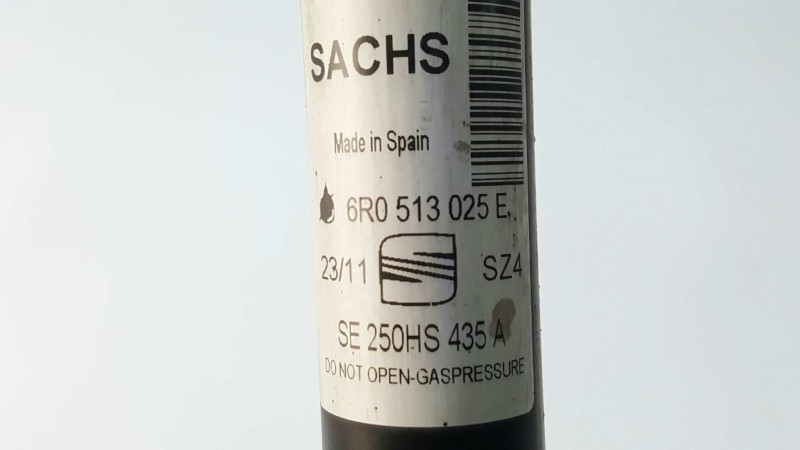 SACHS
Made in Spain
6R0 513 025 E
23/11 SZ4
SE 250HS 435 A
DO NOT OPEN-GASPRESSURE